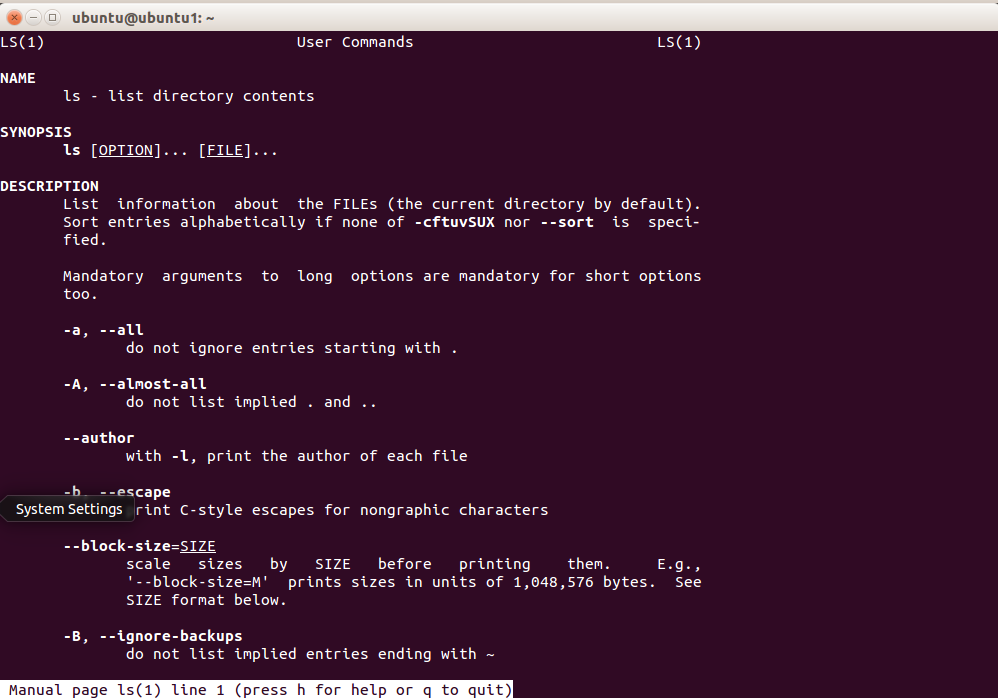 ubuntu@ubuntu1: ~
LS(1) User Commands LS(1)
NAME
ls - list directory contents
SYNOPSIS
ls [OPTION]... [FILE]...
DESCRIPTION
List information about the FILEs (the current directory by default).
Sort entries alphabetically if none of -cftuvSUX nor --sort is speci-
fied.
Mandatory arguments to long options are mandatory for short options
too.
-a, --all
do not ignore entries starting with .
-A, --almost-all
do not list implied . and ..
--author
with -l, print the author of each file
-b, --escape
System Settings
rint C-style escapes for nongraphic characters
--block-size=SIZE
scale sizes by SIZE before printing them. E.g.,
'--block-size=M' prints sizes in units of 1,048,576 bytes. See
SIZE format below.
-B, --ignore-backups
do not list implied entries ending with ~
Manual page ls(1) line 1 (press h for help or q to quit)